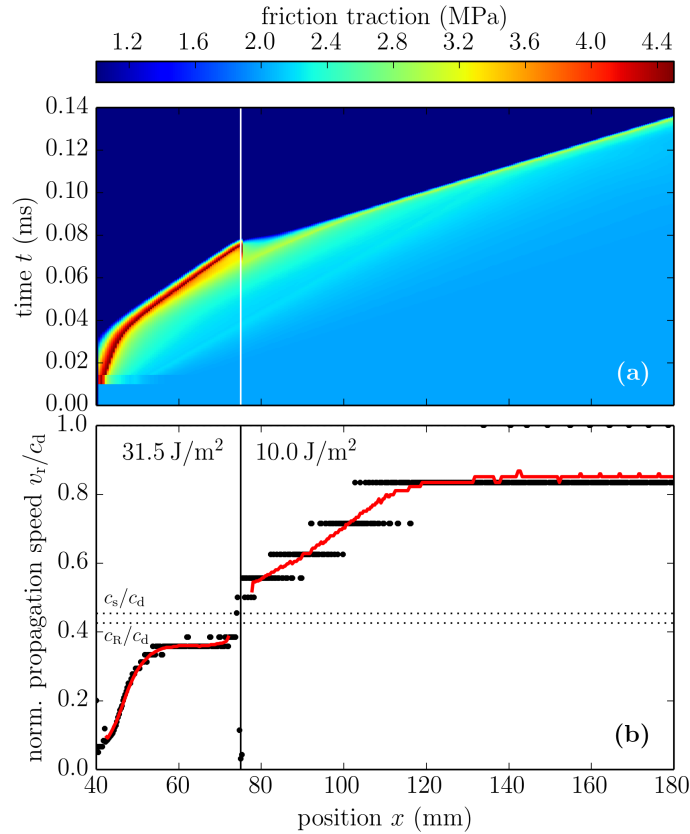 friction traction (MPa)
1.2 1.6 2.0 2.4 2.8 3.2 3.6 4.0 4.4
0.14
0.12
0.10
0.08
0.06
0.04
0.02
0.00
time t (ms)
(a)
1.0
0.8
0.6
0.4
0.2
0.0
norm. propagation speed vr/cd
31.5 J/m² 10.0 J/m²
cs/cd
cR/cd
(b)
40 60 80 100 120 140 160 180
position x (mm)